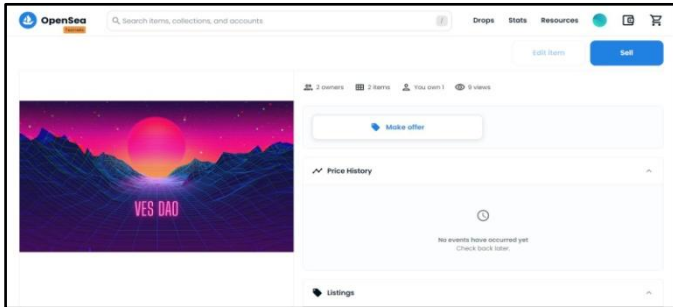 OpenSea
Testnets
Search items, collections, and accounts
/
Drops Stats Resources
Edit item
Sell
2 owners 2 items You own 1 9 views
VES DAO
Make offer
Price History
No events have occurred yet
Check back later.
Listings